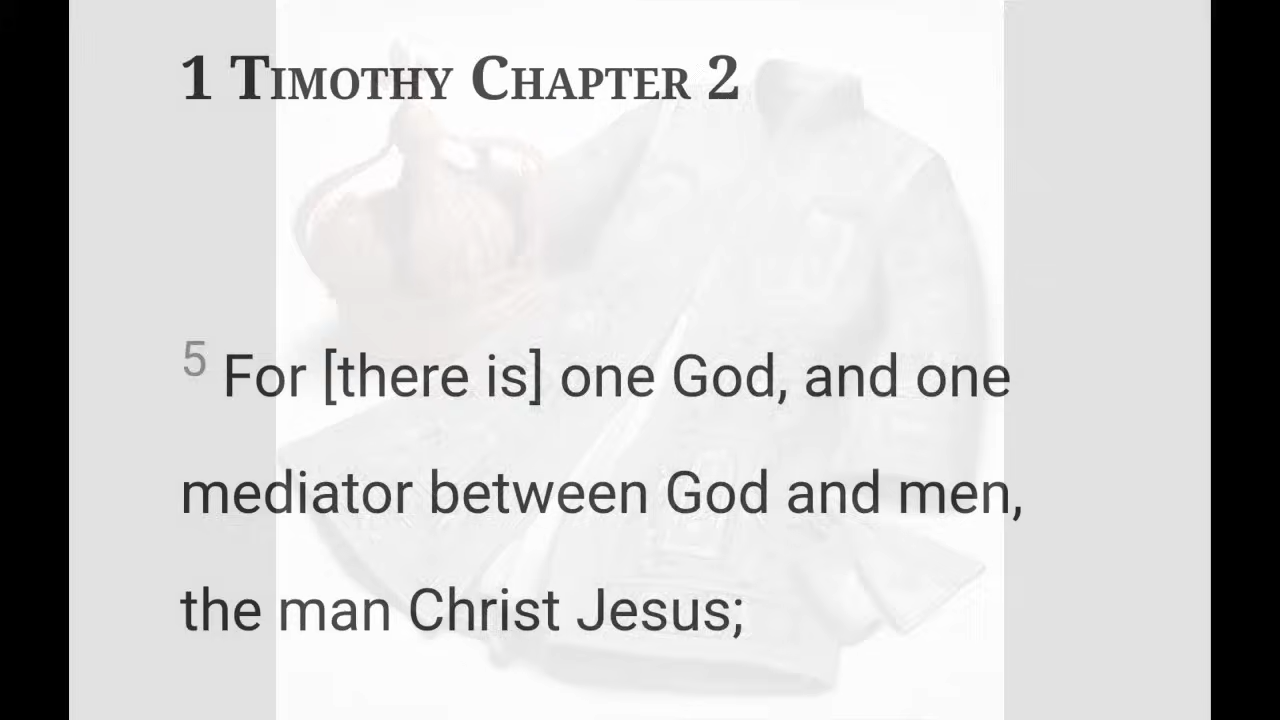 1 Timothy Chapter 2
5 For [there is] one God, and one
mediator between God and men,
the man Christ Jesus;